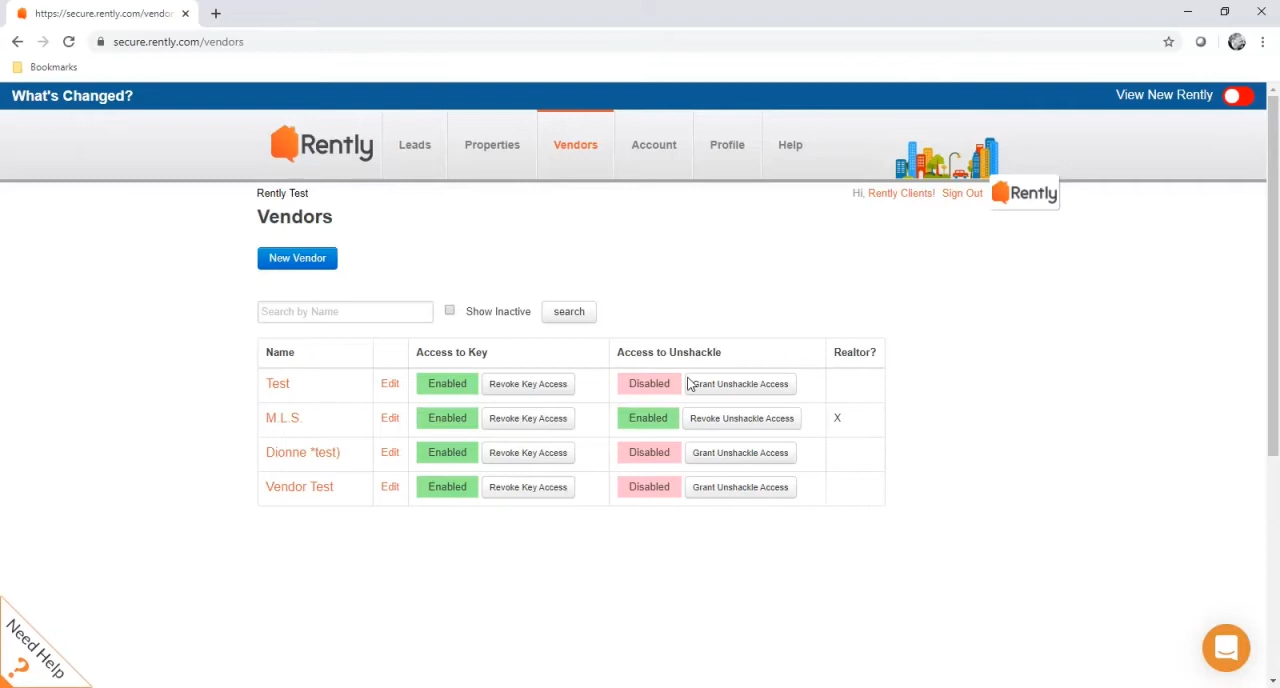 https://secure.rently.com/vendor
secure.rently.com/vendors
Bookmarks
What's Changed?
View New Rently
Rently
Leads
Properties
Vendors
Account
Profile
Help
Rently Test
Hi, Rently Clients! Sign Out
Rently
Vendors
New Vendor
Search by Name
Show Inactive
search
Name Access to Key Access to Unshackle Realtor?
Test Edit Enabled Revoke Key Access Disabled Grant Unshackle Access
M.L.S. Edit Enabled Revoke Key Access Enabled Revoke Unshackle Access X
Dionne *test) Edit Enabled Revoke Key Access Disabled Grant Unshackle Access
Vendor Test Edit Enabled Revoke Key Access Disabled Grant Unshackle Access
Need Help
?